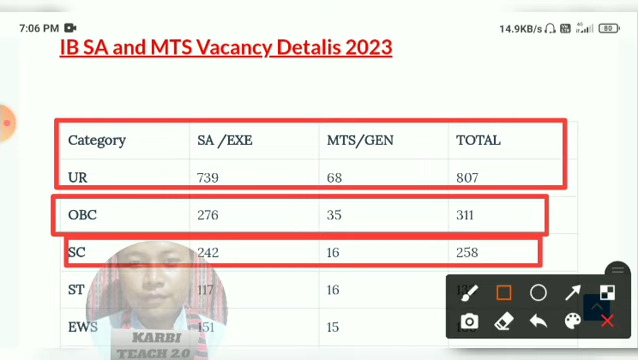 7:06 PM 14.9KB/s 4G 80
IB SA and MTS Vacancy Detalis 2023
Category SA /EXE MTS/GEN TOTAL
UR 739 68 807
OBC 276 35 311
SC 242 16 258
ST 117 16
EWS 151 15
KARBI
TEACH 2.0